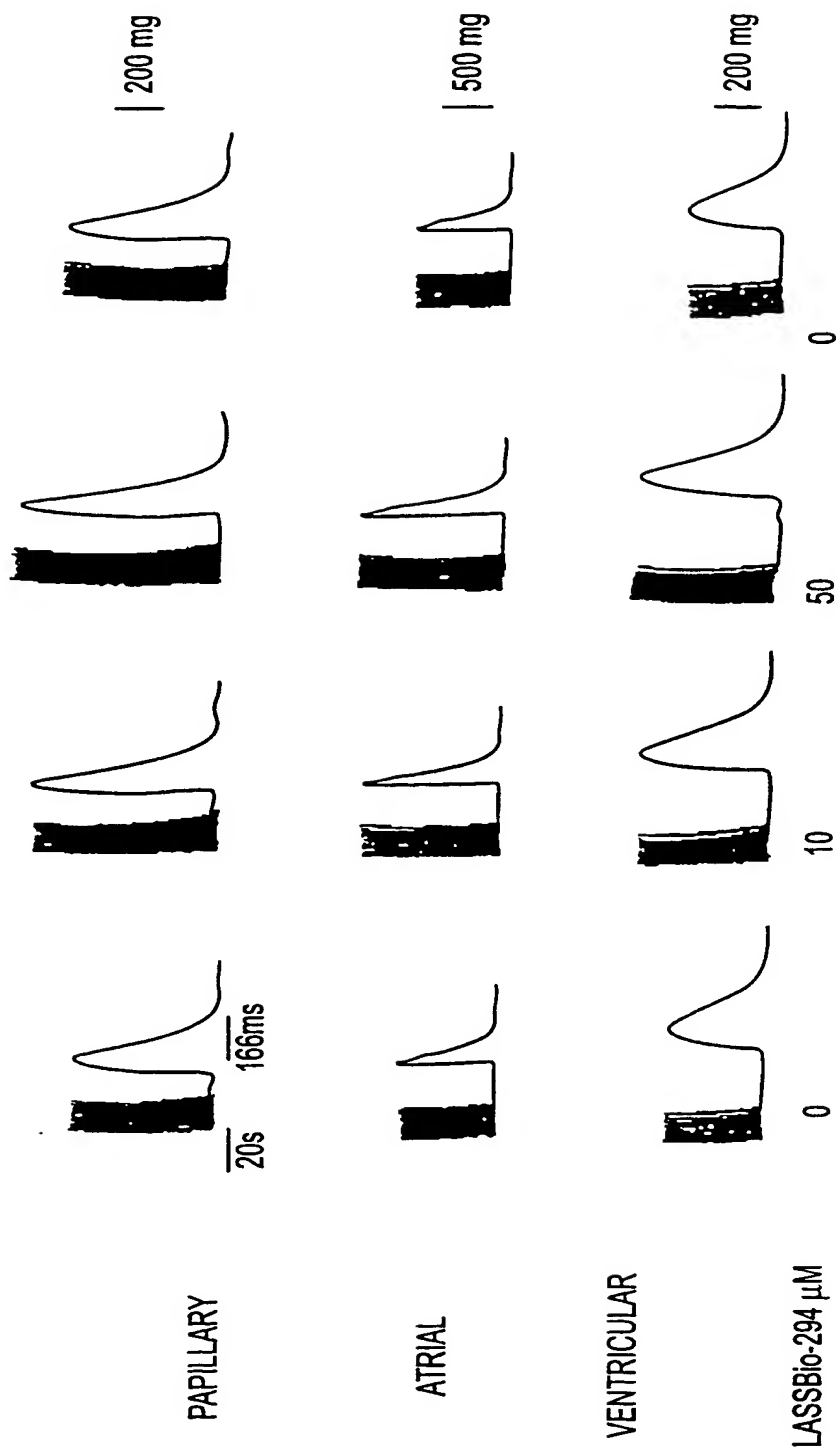 PAPILLARY
20s
166ms
200 mg
ATRIAL
500 mg
VENTRICULAR
200 mg
LASSBio-294 μM
0
10
50
0